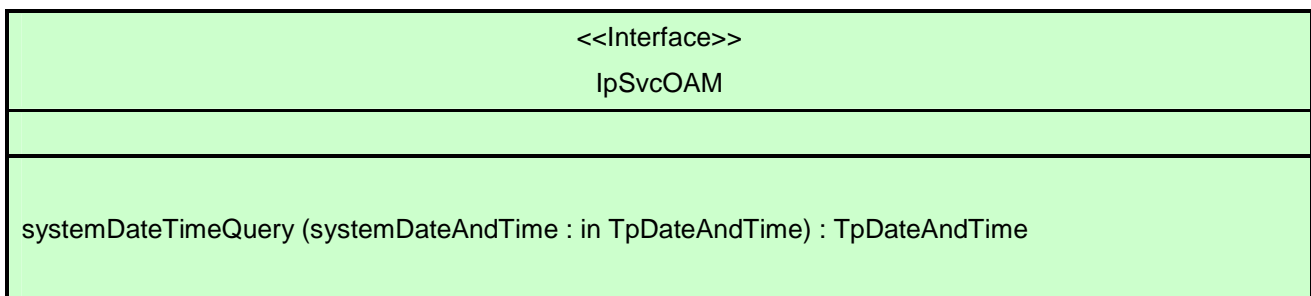 <<Interface>>
IpSvcOAM
systemDateTimeQuery (systemDateAndTime : in TpDateAndTime) : TpDateAndTime